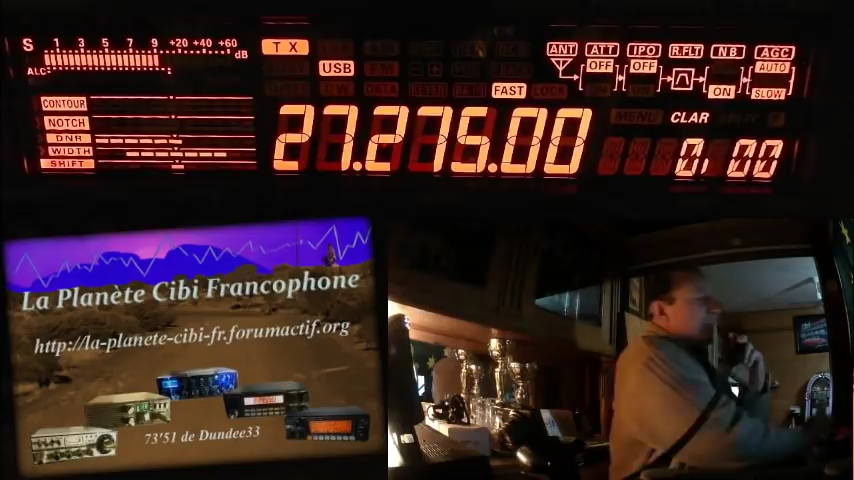 S 1 3 5 7 9 +20 +40 +60 dB
ALC
TX
USB
FAST LOCK
ANT ATT IPO R.FLT NB AGC
OFF OFF AUTO
ON SLOW
CONTOUR
NOTCH
DNR
WIDTH
SHIFT
MENU CLAR SPLIT
27.275.00
0.00
La Planète Cibi Francophone
http://la-planete-cibi-fr.forumactif.org
73'51 de Dundee33